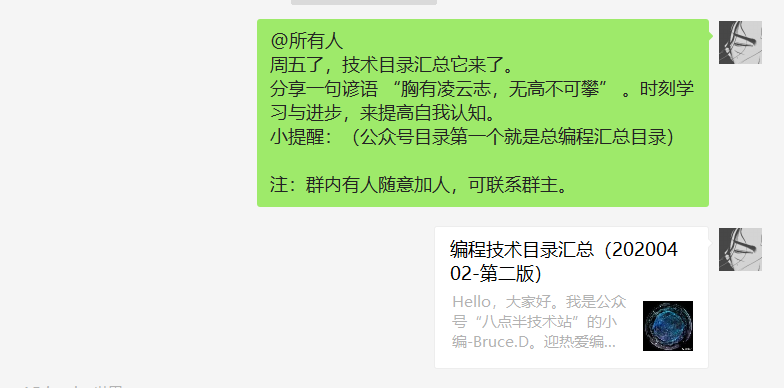 @所有人
周五了，技术目录汇总它来了。
分享一句谚语 “胸有凌云志，无高不可攀” 。时刻学
习与进步，来提高自我认知。
小提醒：（公众号目录第一个就是总编程汇总目录）
注：群内有人随意加人，可联系群主。
编程技术目录汇总（202004
02-第二版）
Hello，大家好。我是公众
号“八点半技术站”的小
编-Bruce.D。迎热爱编...